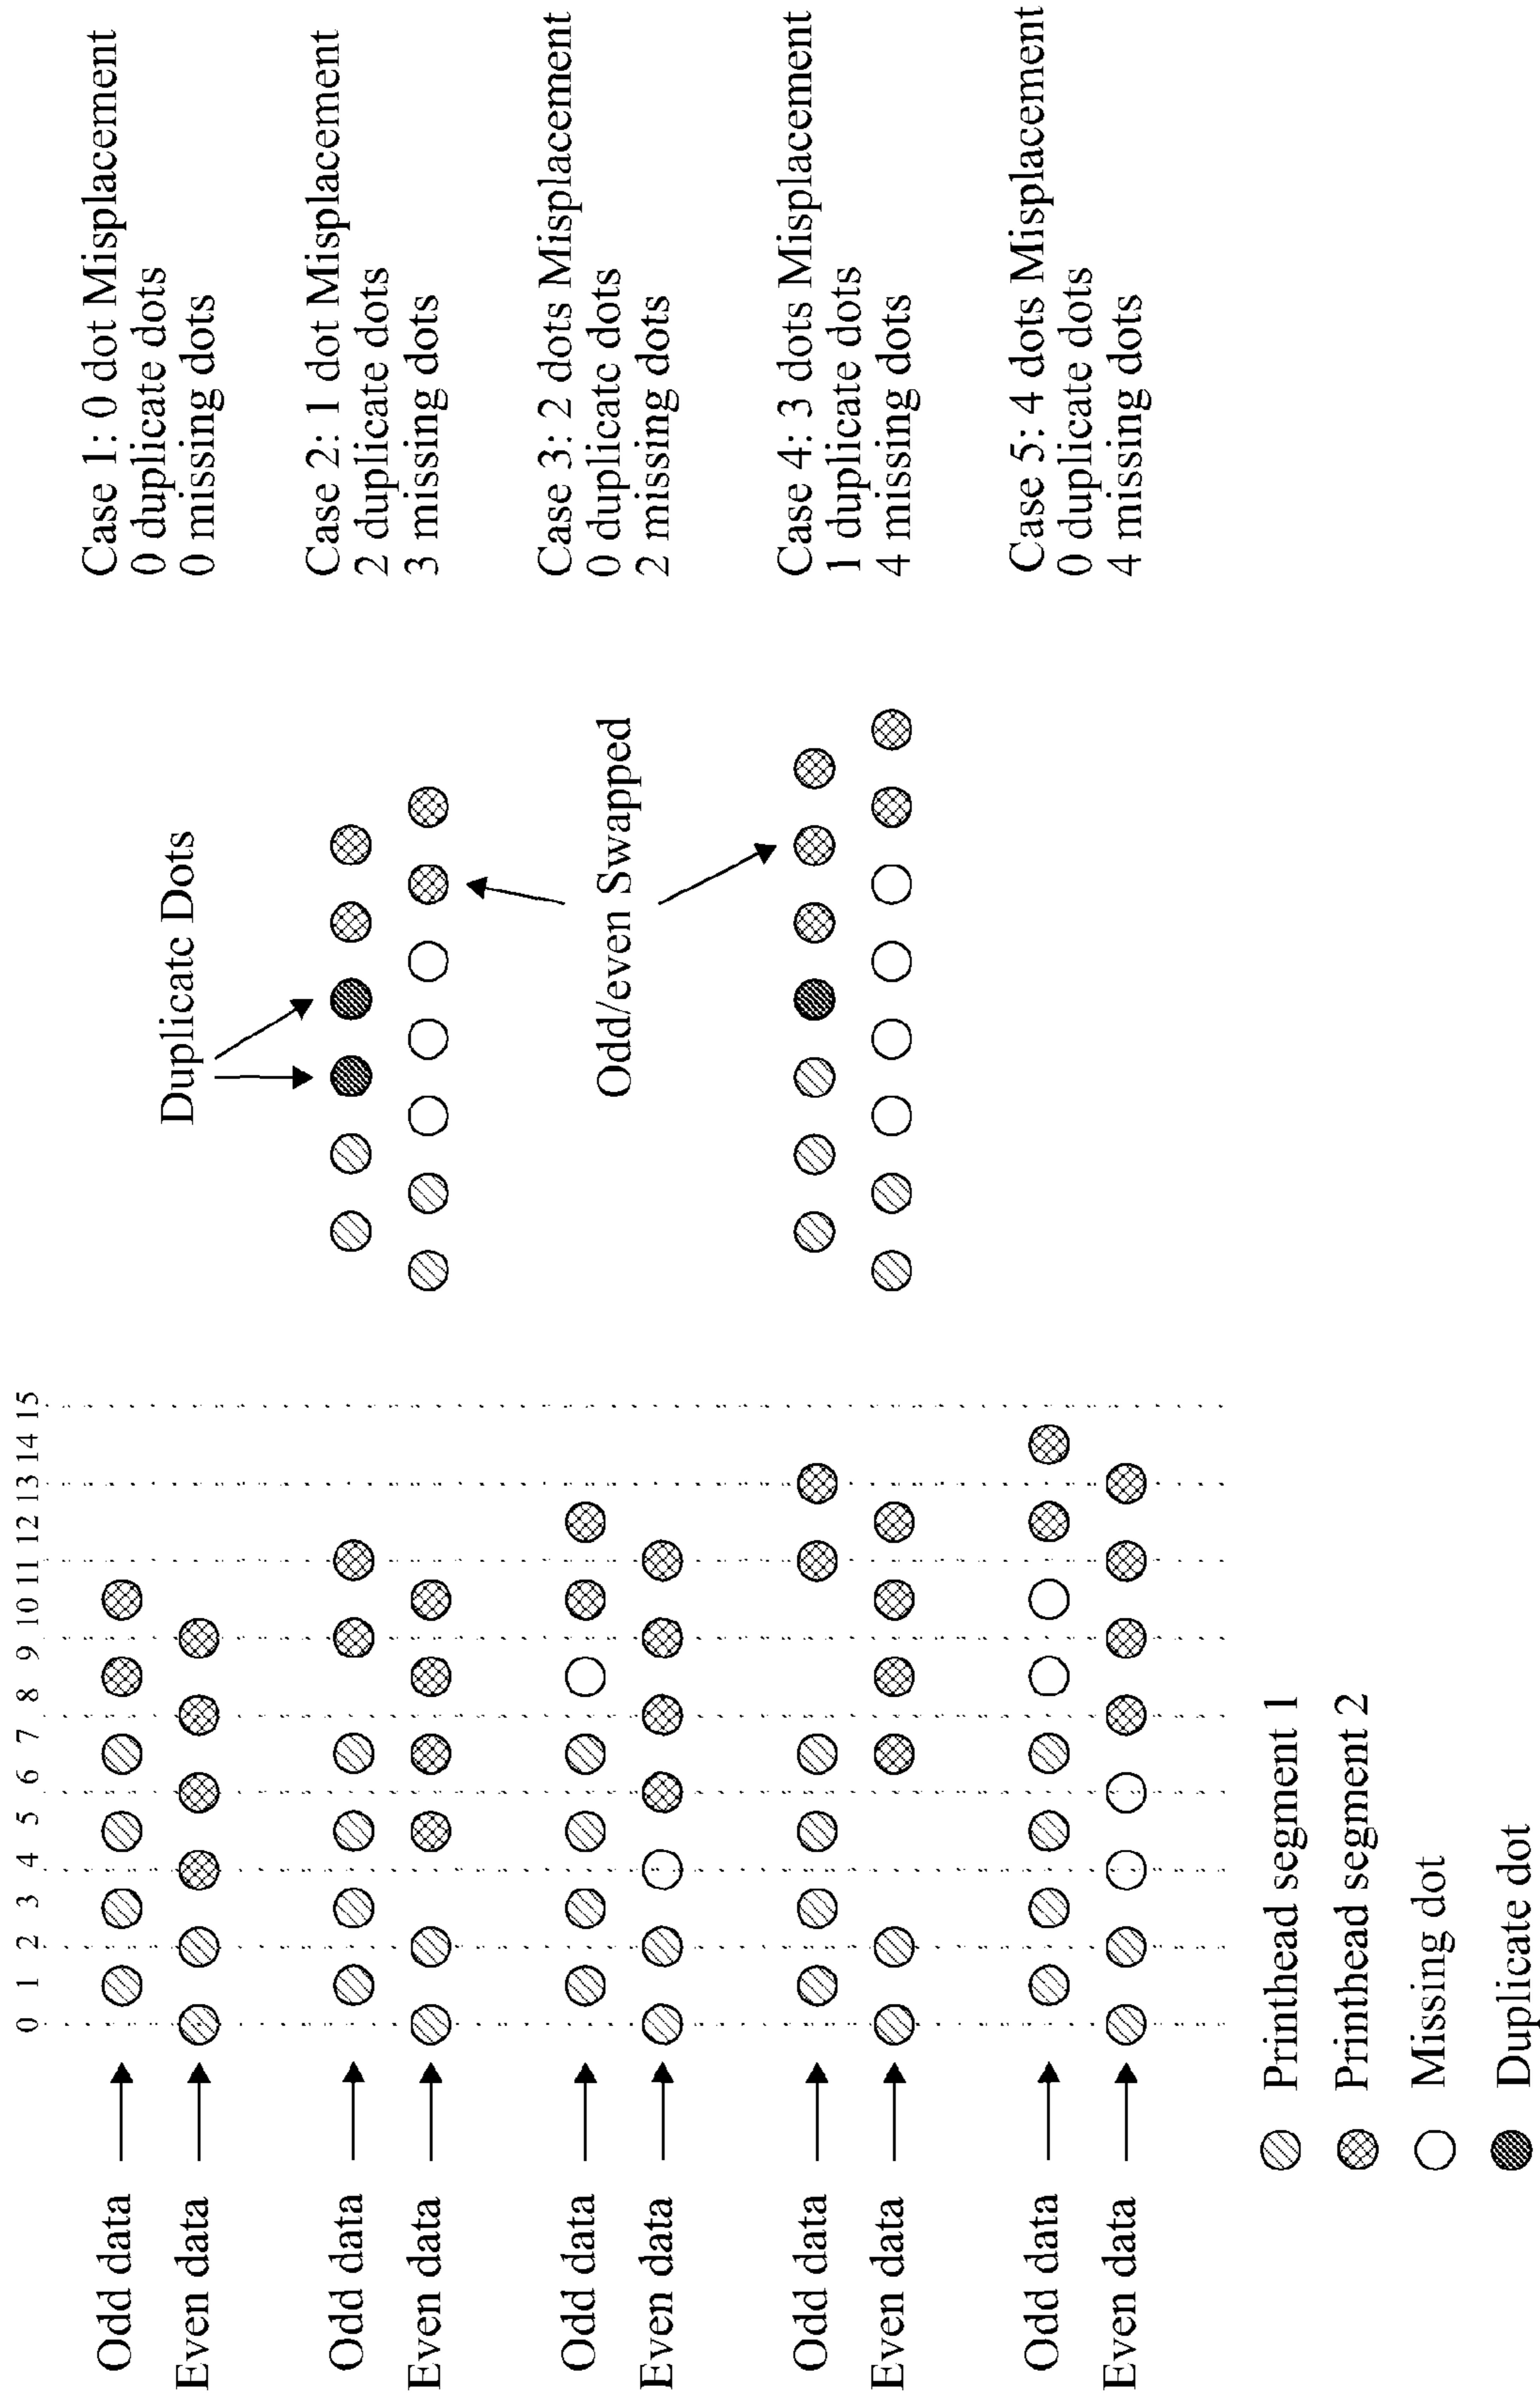 0 1 2 3 4 5 6 7 8 9 10 11 12 13 14 15
Odd data
Even data
Case 1: 0 dot Misplacement
0 duplicate dots
0 missing dots
Duplicate Dots
Odd data
Even data
Case 2: 1 dot Misplacement
2 duplicate dots
3 missing dots
Odd data
Even data
Odd/even Swapped
Case 3: 2 dots Misplacement
0 duplicate dots
2 missing dots
Odd data
Even data
Case 4: 3 dots Misplacement
1 duplicate dots
4 missing dots
Odd data
Even data
Case 5: 4 dots Misplacement
0 duplicate dots
4 missing dots
Printhead segment 1
Printhead segment 2
Missing dot
Duplicate dot